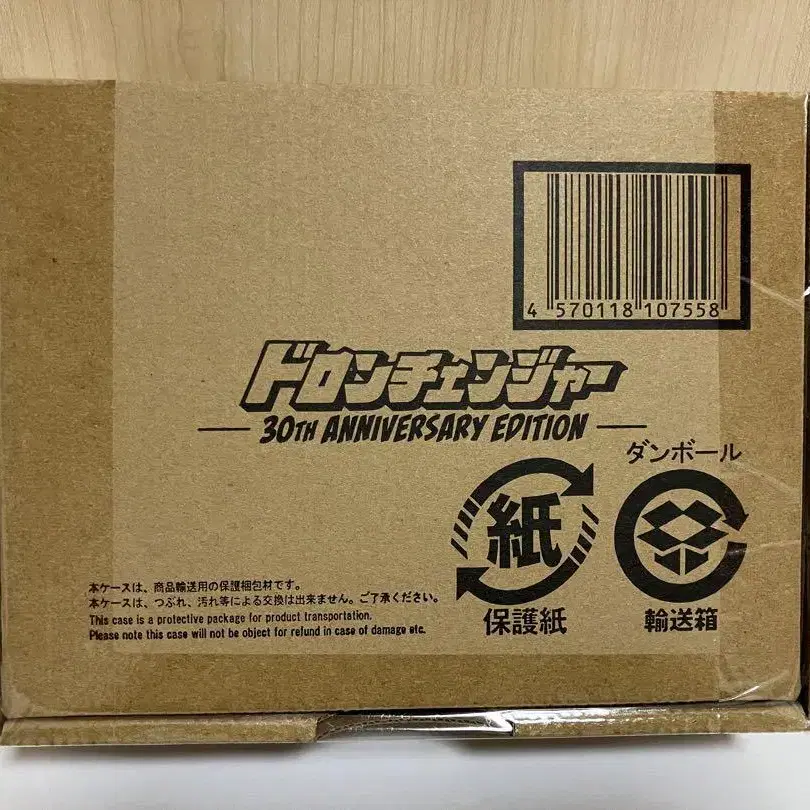 4 570118 107558
ドロンチェンジャー
30TH ANNIVERSARY EDITION
ダンボール
紙
保護紙
輸送箱
本ケースは、商品輸送用の保護梱包材です。
本ケースは、つぶれ、汚れ等による交換は出来ません。ご了承ください。
This case is a protective package for product transportation.
Please note this case will not be object for refund in case of damage etc.